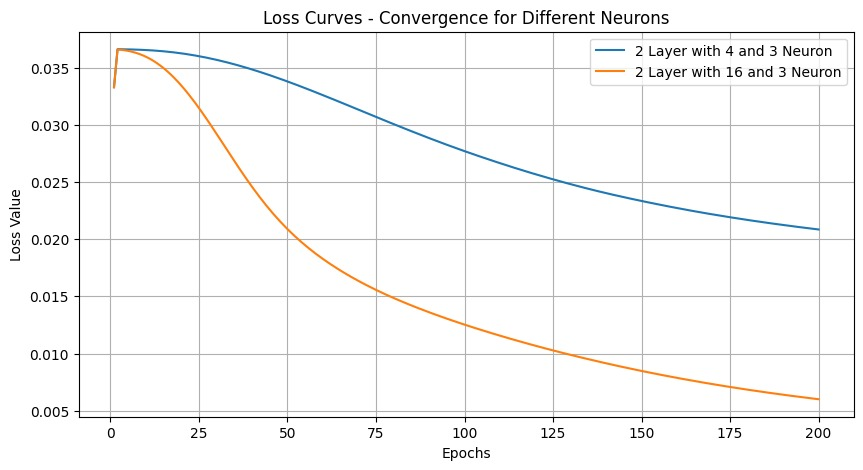 Loss Curves - Convergence for Different Neurons
2 Layer with 4 and 3 Neuron
2 Layer with 16 and 3 Neuron
Loss Value
0.035
0.030
0.025
0.020
0.015
0.010
0.005
0 25 50 75 100 125 150 175 200
Epochs